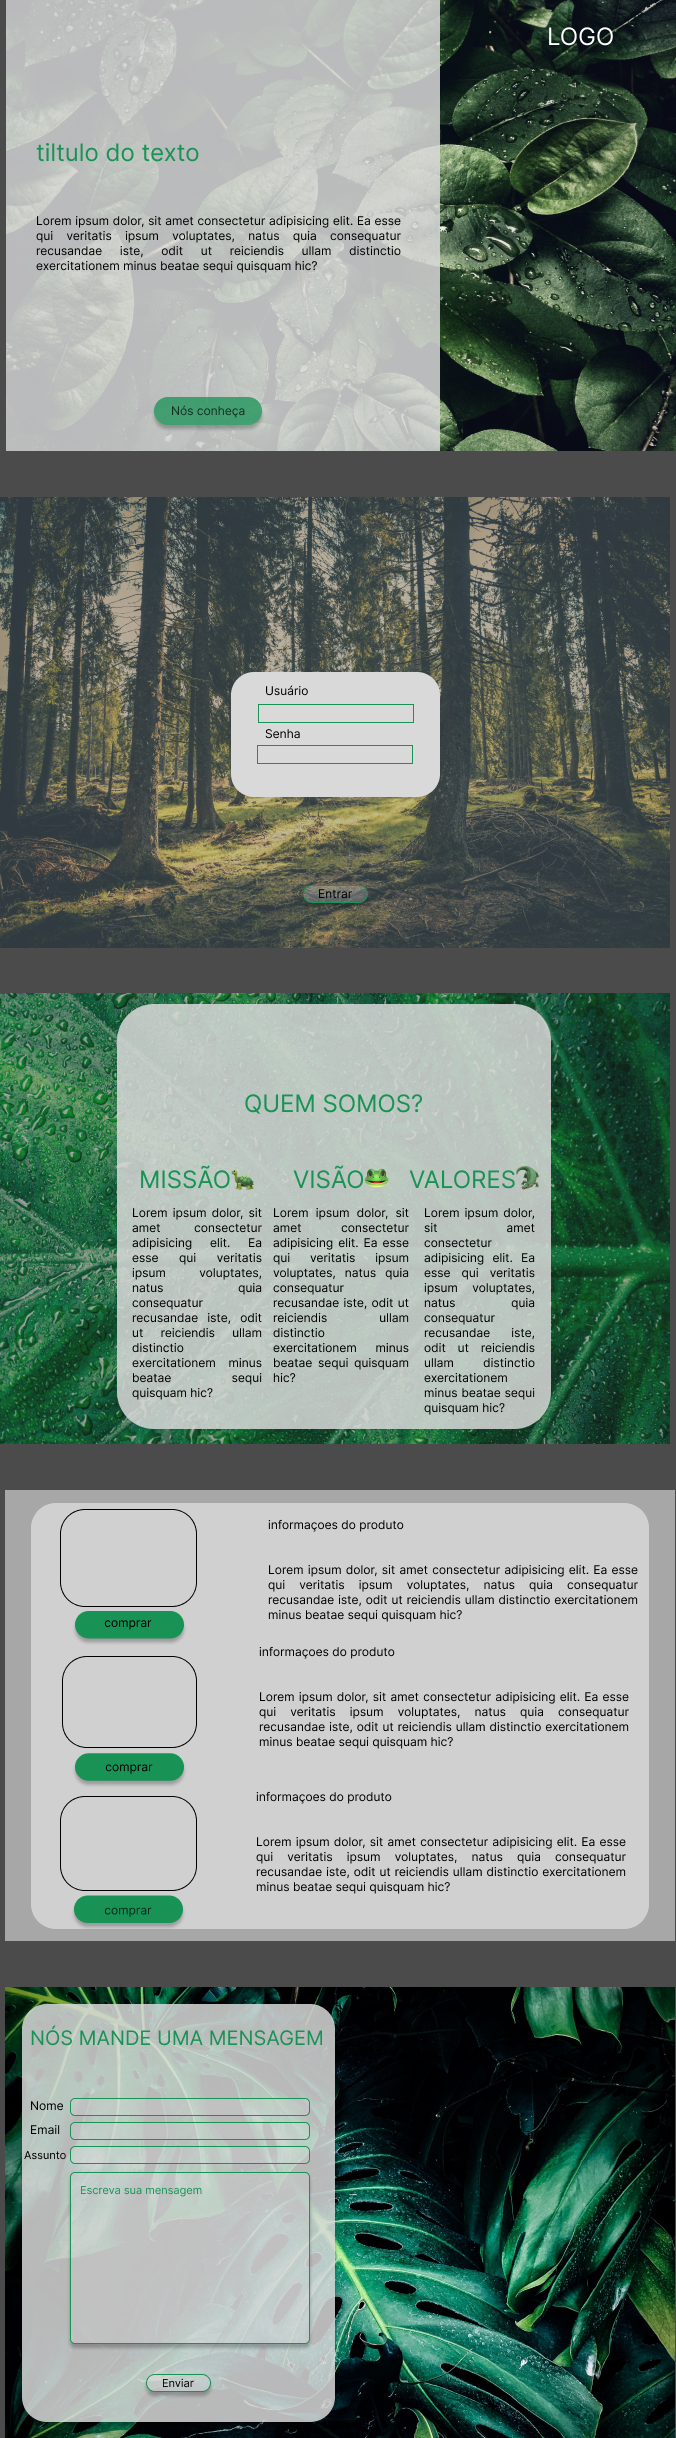 LOGO
tiltulo do texto
Lorem ipsum dolor, sit amet consectetur adipisicing elit. Ea esse
qui veritatis ipsum voluptates, natus quia consequatur
recusandae iste, odit ut reiciendis ullam distinctio
exercitationem minus beatae sequi quisquam hic?
Nós conheça
Usuário
Senha
Entrar
QUEM SOMOS?
MISSÃO🐢
Lorem ipsum dolor, sit
amet consectetur
adipisicing elit. Ea
esse qui veritatis
ipsum voluptates,
natus quia
consequatur
recusandae iste, odit
ut reiciendis ullam
distinctio
exercitationem minus
beatae sequi
quisquam hic?
VISÃO🐸
Lorem ipsum dolor, sit
amet consectetur
adipisicing elit. Ea esse
qui veritatis ipsum
voluptates, natus quia
consequatur
recusandae iste, odit ut
reiciendis ullam
distinctio
exercitationem minus
beatae sequi quisquam
hic?
VALORES🐊
Lorem ipsum dolor,
sit amet
consectetur
adipisicing elit. Ea
esse qui veritatis
ipsum voluptates,
natus quia
consequatur
recusandae iste,
odit ut reiciendis
ullam distinctio
exercitationem
minus beatae sequi
quisquam hic?
informaçoes do produto
Lorem ipsum dolor, sit amet consectetur adipisicing elit. Ea esse
qui veritatis ipsum voluptates, natus quia consequatur
recusandae iste, odit ut reiciendis ullam distinctio exercitationem
minus beatae sequi quisquam hic?
comprar
informaçoes do produto
Lorem ipsum dolor, sit amet consectetur adipisicing elit. Ea esse
qui veritatis ipsum voluptates, natus quia consequatur
recusandae iste, odit ut reiciendis ullam distinctio exercitationem
minus beatae sequi quisquam hic?
comprar
informaçoes do produto
Lorem ipsum dolor, sit amet consectetur adipisicing elit. Ea esse
qui veritatis ipsum voluptates, natus quia consequatur
recusandae iste, odit ut reiciendis ullam distinctio exercitationem
minus beatae sequi quisquam hic?
comprar
NÓS MANDE UMA MENSAGEM
Nome
Email
Assunto
Escreva sua mensagem
Enviar